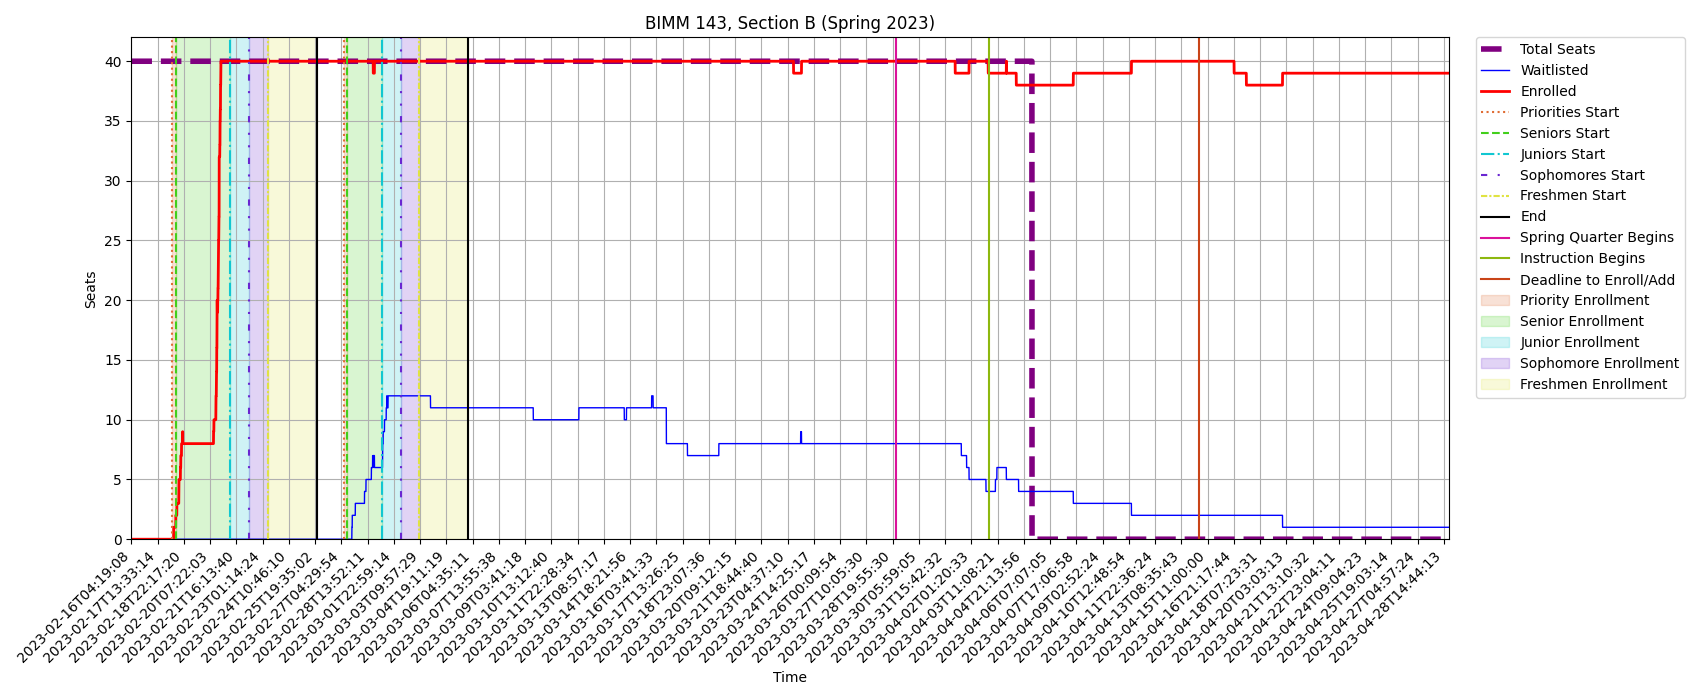 BIMM 143, Section B (Spring 2023)
Seats
40
35
30
25
20
15
10
5
0
2023-02-16T04:19:08
2023-02-17T13:33:14
2023-02-18T22:17:20
2023-02-20T07:22:03
2023-02-21T16:13:40
2023-02-23T01:14:24
2023-02-24T10:46:10
2023-02-25T19:35:02
2023-02-27T04:29:54
2023-02-28T13:52:11
2023-03-01T22:59:14
2023-03-03T09:57:29
2023-03-04T19:11:19
2023-03-06T04:35:11
2023-03-07T13:55:38
2023-03-09T03:41:18
2023-03-10T13:12:40
2023-03-11T22:28:34
2023-03-13T08:57:17
2023-03-14T18:21:56
2023-03-16T03:41:33
2023-03-17T13:26:25
2023-03-18T23:07:36
2023-03-20T09:12:15
2023-03-21T18:44:40
2023-03-23T04:37:10
2023-03-24T14:25:17
2023-03-26T00:09:54
2023-03-27T10:05:30
2023-03-28T19:55:30
2023-03-30T05:59:05
2023-03-31T15:42:32
2023-04-02T01:20:33
2023-04-03T11:08:21
2023-04-04T21:13:56
2023-04-06T07:07:05
2023-04-07T17:06:58
2023-04-09T02:52:24
2023-04-10T12:48:54
2023-04-11T22:36:24
2023-04-13T08:35:43
2023-04-15T11:00:00
2023-04-16T21:17:44
2023-04-18T07:23:31
2023-04-20T03:03:13
2023-04-21T13:10:32
2023-04-22T23:04:11
2023-04-24T09:04:23
2023-04-25T19:03:14
2023-04-27T04:57:24
2023-04-28T14:44:13
Time
Total Seats
Waitlisted
Enrolled
Priorities Start
Seniors Start
Juniors Start
Sophomores Start
Freshmen Start
End
Spring Quarter Begins
Instruction Begins
Deadline to Enroll/Add
Priority Enrollment
Senior Enrollment
Junior Enrollment
Sophomore Enrollment
Freshmen Enrollment